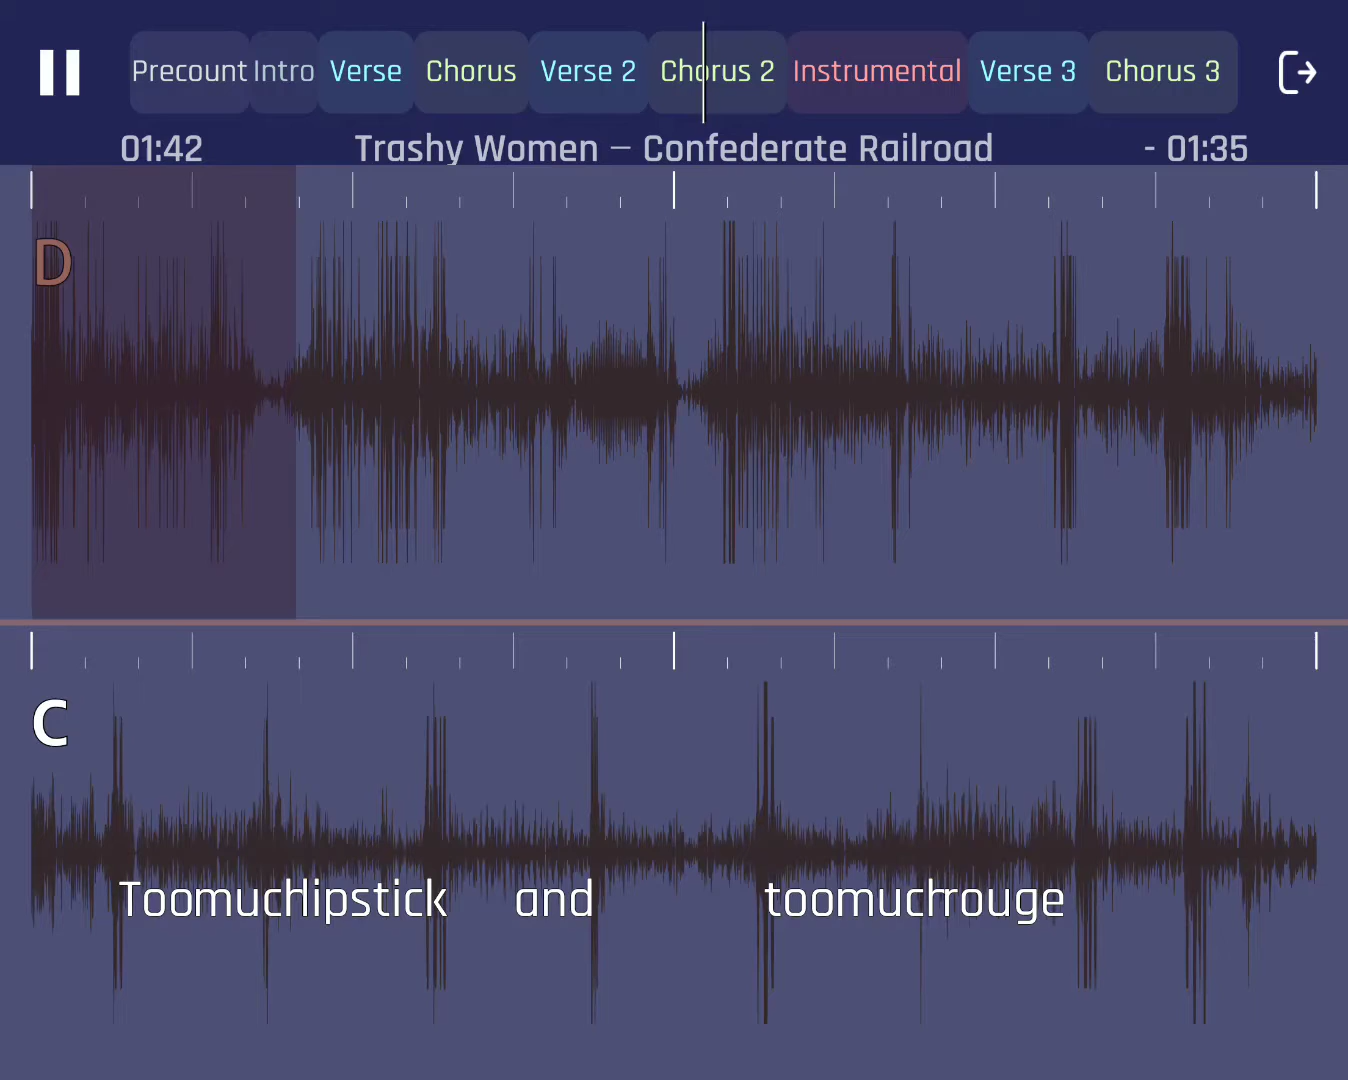 Precount Intro Verse Chorus Verse 2 Chorus 2 Instrumental Verse 3 Chorus 3
01:42 Trashy Women – Confederate Railroad - 01:35
D
C
Toomuchlipstick and toomuchrouge